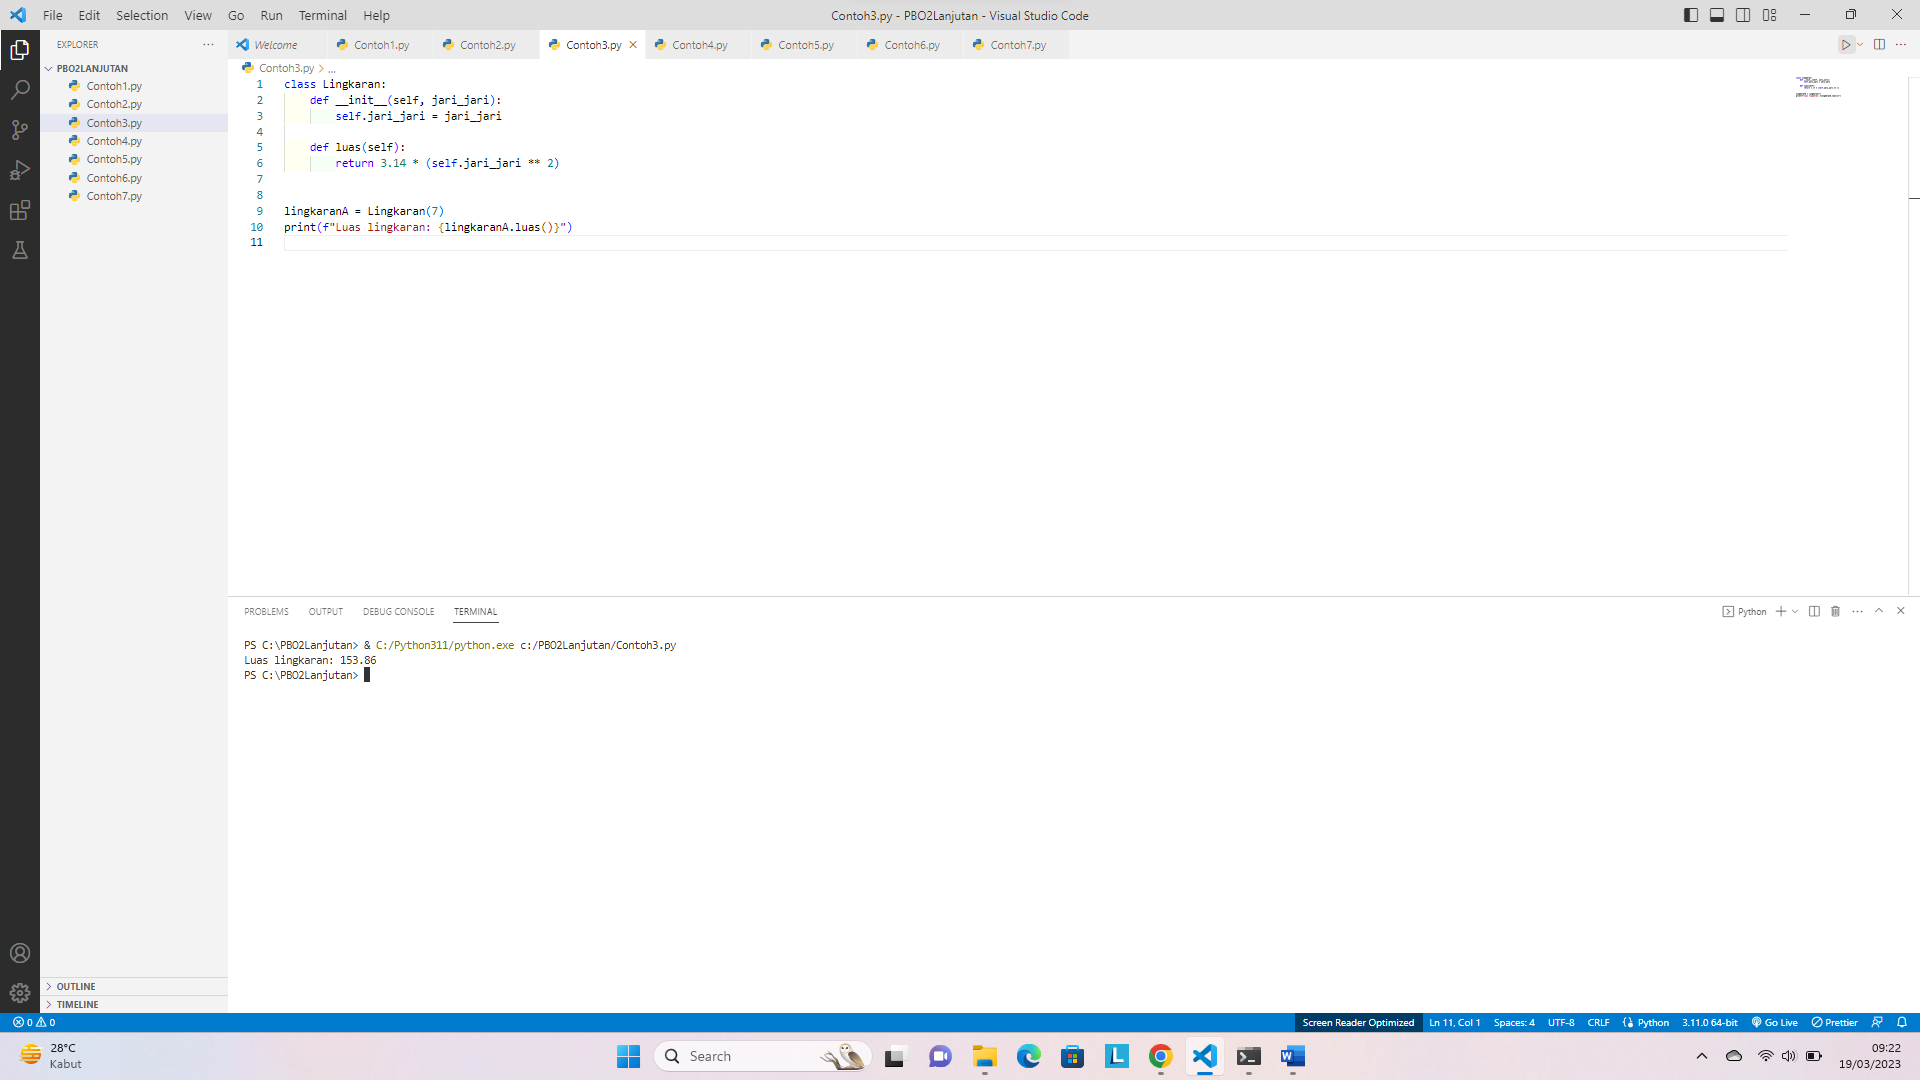 File Edit Selection View Go Run Terminal Help
Contoh3.py - PBO2Lanjutan - Visual Studio Code
EXPLORER
PBO2LANJUTAN
Contoh1.py
Contoh2.py
Contoh3.py
Contoh4.py
Contoh5.py
Contoh6.py
Contoh7.py
OUTLINE
TIMELINE
Welcome Contoh1.py Contoh2.py Contoh3.py Contoh4.py Contoh5.py Contoh6.py Contoh7.py
Contoh3.py > ...
1 class Lingkaran:
2     def __init__(self, jari_jari):
3         self.jari_jari = jari_jari
4
5     def luas(self):
6         return 3.14 * (self.jari_jari ** 2)
7
8
9 lingkaranA = Lingkaran(7)
10 print(f"Luas lingkaran: {lingkaranA.luas()}")
11
PROBLEMS OUTPUT DEBUG CONSOLE TERMINAL
Python
PS C:\PBO2Lanjutan> & C:/Python311/python.exe c:/PBO2Lanjutan/Contoh3.py
Luas lingkaran: 153.86
PS C:\PBO2Lanjutan>
0 0
Screen Reader Optimized Ln 11, Col 1 Spaces: 4 UTF-8 CRLF Python 3.11.0 64-bit Go Live Prettier
28°C
Kabut
Search
L
09:22
19/03/2023